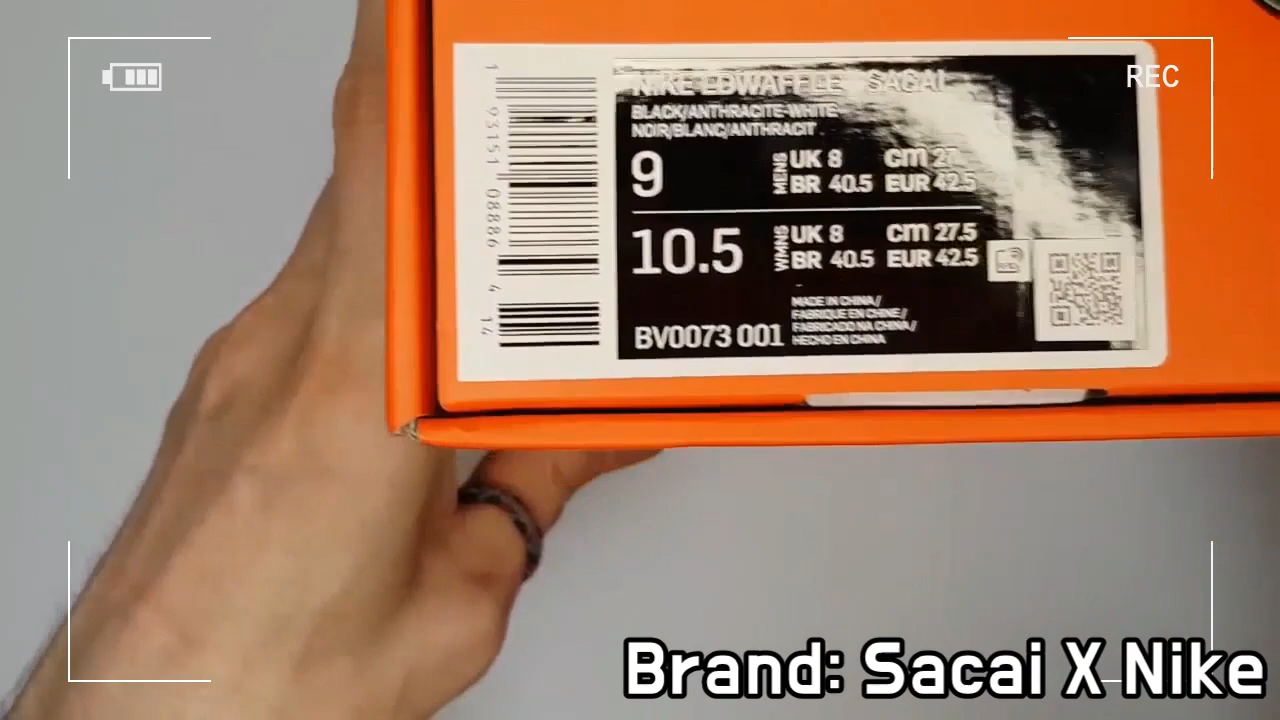 REC
NIKE LDWAFFLE / SACAI
BLACK/ANTHRACITE-WHITE
NOIR/BLANC/ANTHRACIT
9 MENS UK 8 cm 27
BR 40.5 EUR 42.5
10.5 WMNS UK 8 cm 27.5
BR 40.5 EUR 42.5
MADE IN CHINA /
FABRIQUE EN CHINE /
FABRICADO NA CHINA /
HECHO EN CHINA
BV0073 001
1 93151 08886 4 14
Brand: Sacai X Nike